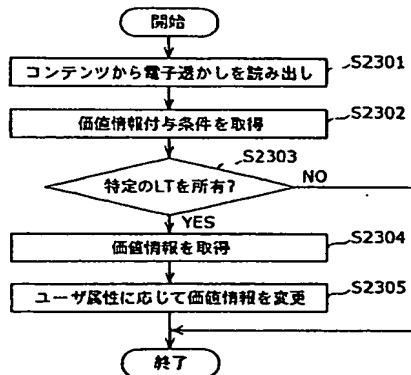 開始
コンテンツから電子透かしを読み出し
S2301
価値情報付与条件を取得
S2302
S2303
特定のLTを所有?
NO
YES
価値情報を取得
S2304
ユーザ属性に応じて価値情報を変更
S2305
終了